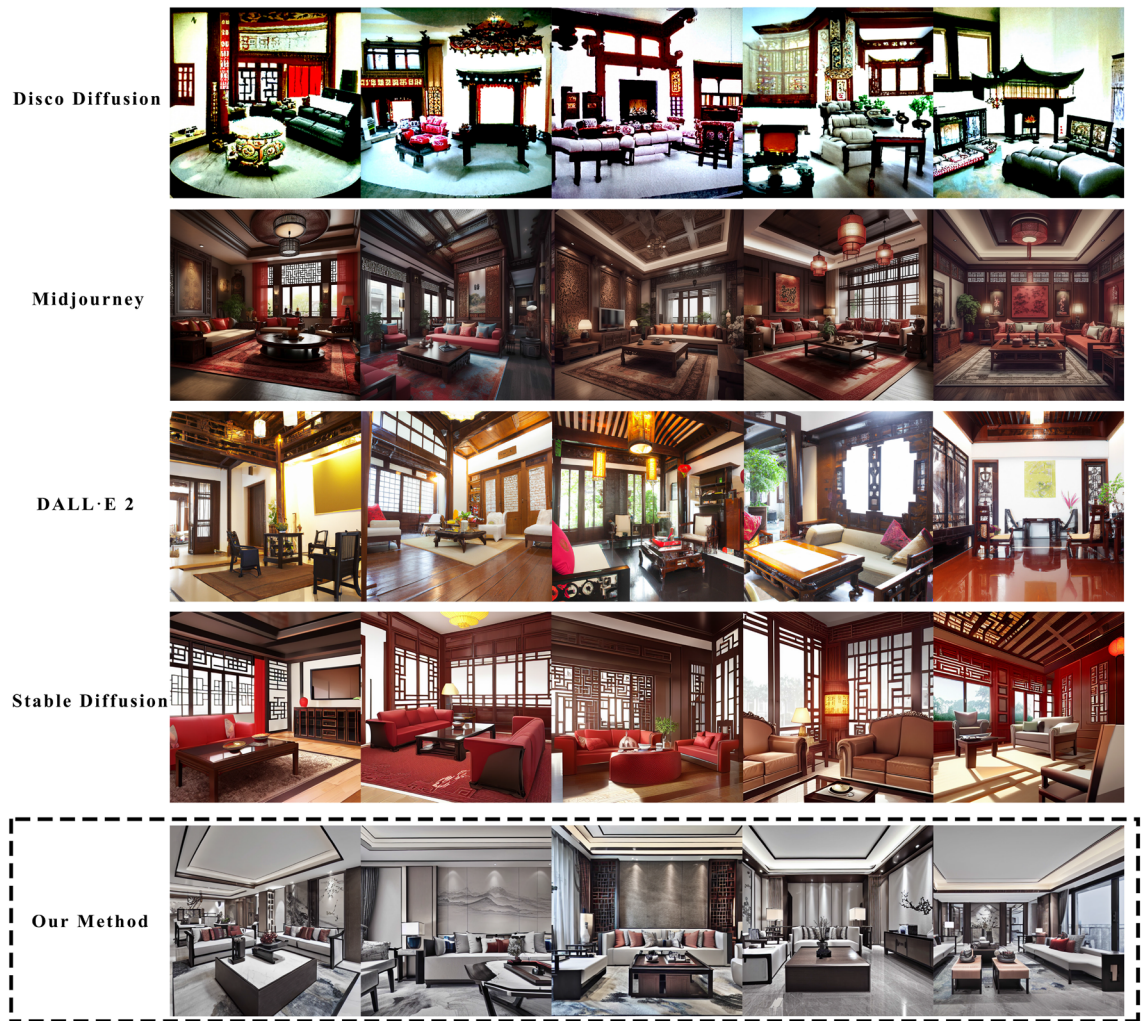 Disco Diffusion
Midjourney
DALL·E 2
Stable Diffusion
Our Method